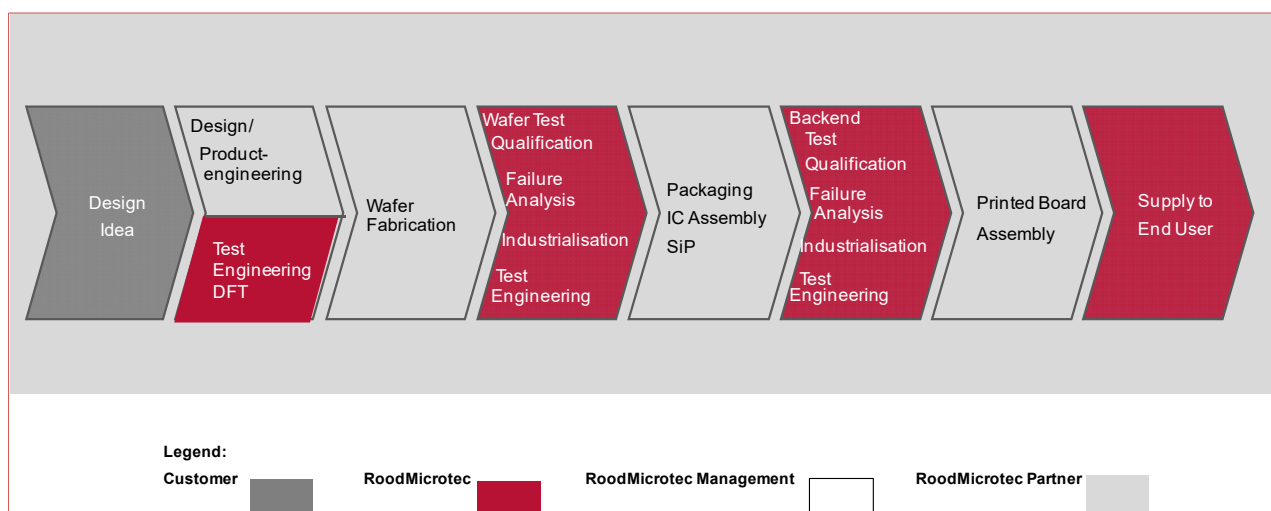 Design
Idea
Design/
Product-
engineering
Test
Engineering
DFT
Wafer
Fabrication
Wafer Test
Qualification
Failure
Analysis
Industrialisation
Test
Engineering
Packaging
IC Assembly
SiP
Backend
Test
Qualification
Failure
Analysis
Industrialisation
Test
Engineering
Printed Board
Assembly
Supply to
End User
Legend:
Customer
RoodMicrotec
RoodMicrotec Management
RoodMicrotec Partner